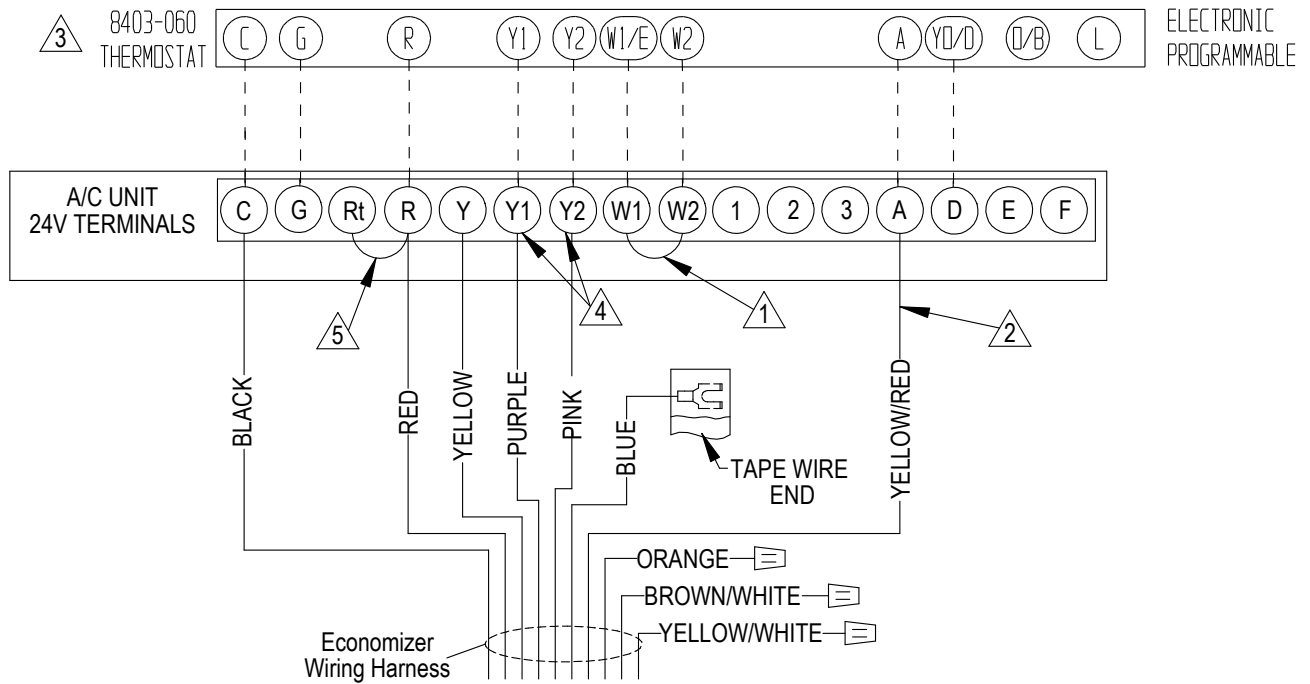 3
8403-060
THERMOSTAT
C G R Y1 Y2 W1/E W2 A YO/D O/B L
ELECTRONIC
PROGRAMMABLE
A/C UNIT
24V TERMINALS
C G Rt R Y Y1 Y2 W1 W2 1 2 3 A D E F
5
4
1
2
BLACK
RED
YELLOW
PURPLE
PINK
BLUE
YELLOW/RED
TAPE WIRE
END
ORANGE
BROWN/WHITE
YELLOW/WHITE
Economizer
Wiring Harness